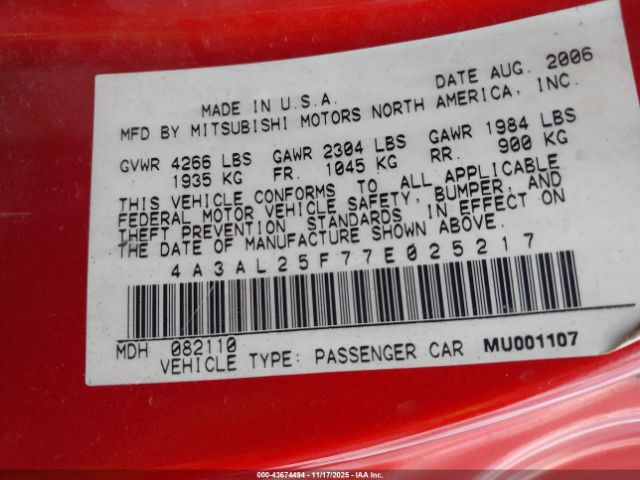 MADE IN U.S.A. DATE AUG. 2006
MFD BY MITSUBISHI MOTORS NORTH AMERICA, INC.
GVWR 4266 LBS GAWR 2304 LBS GAWR 1984 LBS
1935 KG FR. 1045 KG RR. 900 KG
THIS VEHICLE CONFORMS TO ALL APPLICABLE
FEDERAL MOTOR VEHICLE SAFETY, BUMPER, AND
THEFT PREVENTION STANDARDS IN EFFECT ON
THE DATE OF MANUFACTURE SHOWN ABOVE.
4A3AL25F77E025217
MDH 082110
VEHICLE TYPE: PASSENGER CAR MU001107
000-43674494 - 11/17/2025 - IAA Inc.